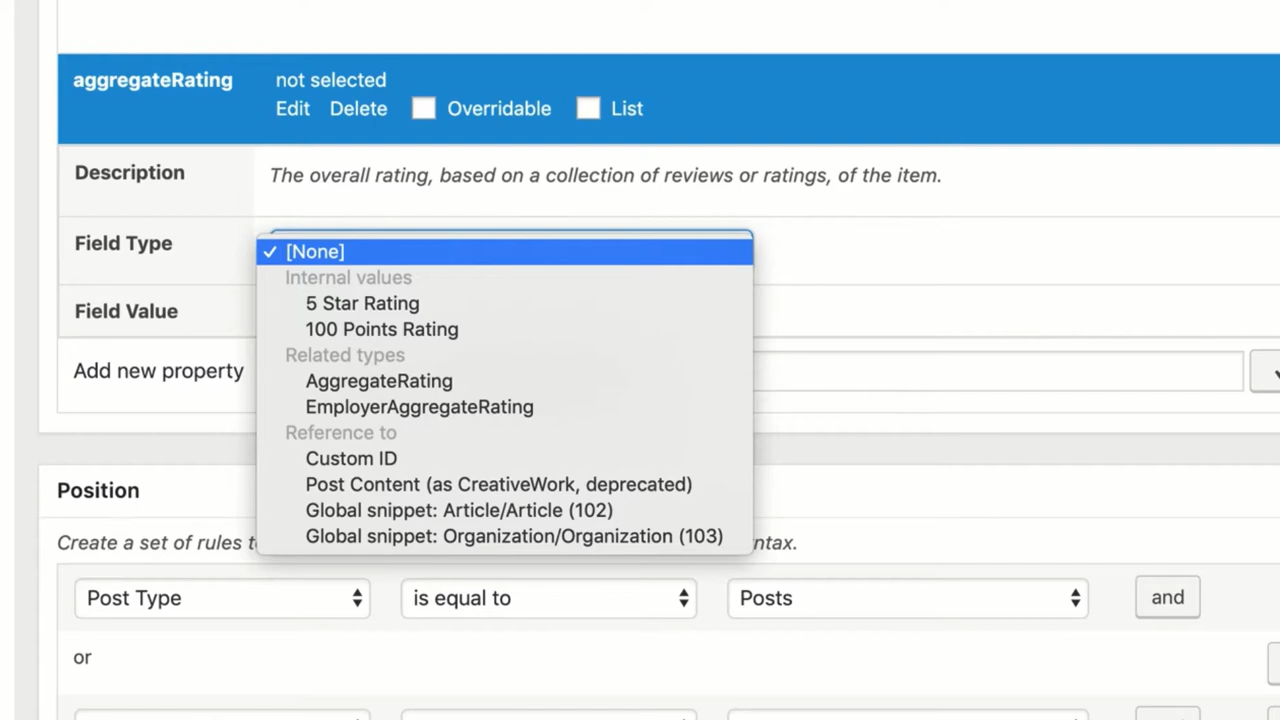 aggregateRating
not selected
Edit Delete Overridable List
Description
The overall rating, based on a collection of reviews or ratings, of the item.
Field Type
✓ [None]
Internal values
5 Star Rating
100 Points Rating
Related types
AggregateRating
EmployerAggregateRating
Reference to
Custom ID
Post Content (as CreativeWork, deprecated)
Global snippet: Article/Article (102)
Global snippet: Organization/Organization (103)
Field Value
Add new property
Position
Create a set of rules
Post Type is equal to Posts and
or